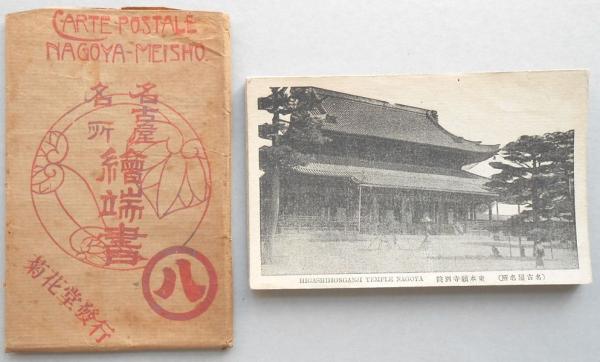 CARTE-POSTALE
NAGOYA-MEISHO.
名古屋
名所
繪端書
菊花堂發行
八
HIGASHIHONGANJI TEMPLE NAGOYA 東本願寺別院 (名古屋名所)